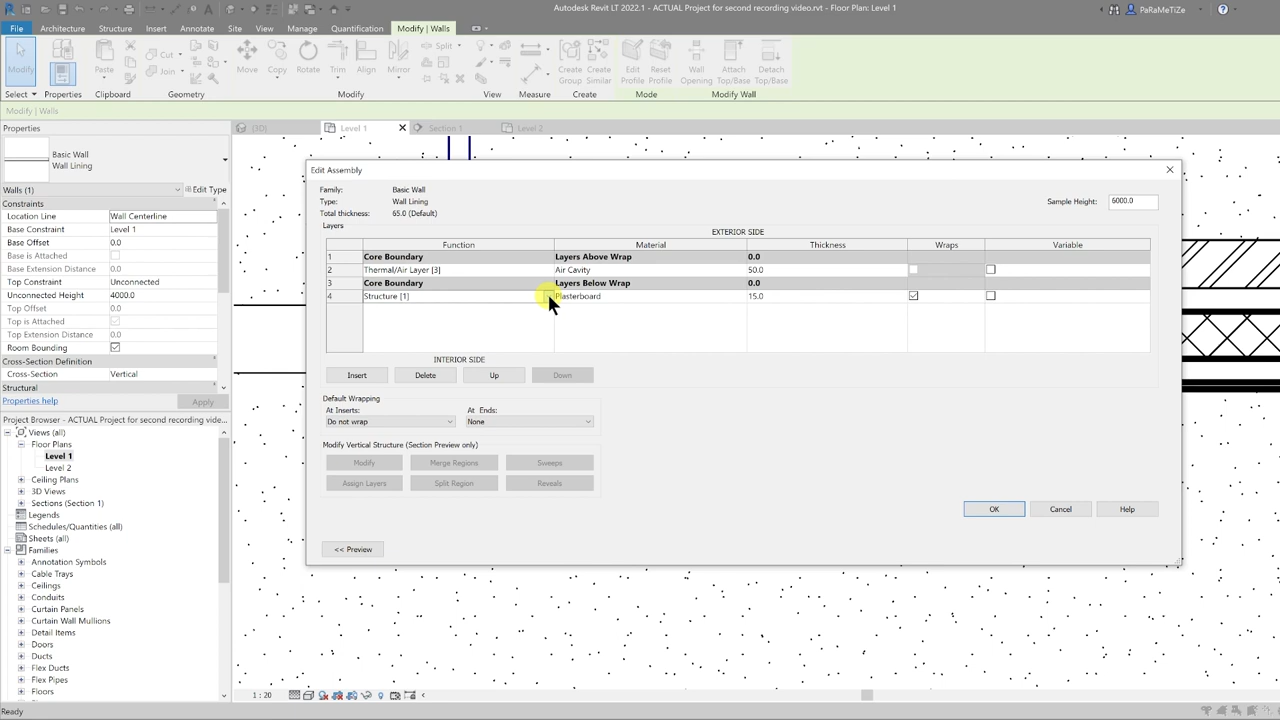 Autodesk Revit LT 2022.1 - ACTUAL Project for second recording video.rvt - Floor Plan: Level 1
PaRaMeTiZe
File Architecture Structure Insert Annotate Site View Manage Quantification Modify | Walls
Modify Paste Cut Join Move Copy Rotate Trim Align Mirror Split Create Group Create Similar Edit Profile Reset Profile Wall Opening Attach Top/Base Detach Top/Base
Select Properties Clipboard Geometry Modify View Measure Create Mode Modify Wall
Modify | Walls
Properties
(3D) Level 1 Section 1 Level 2
Basic Wall
Wall Lining
Walls (1) Edit Type
Constraints
Location Line Wall Centerline
Base Constraint Level 1
Base Offset 0.0
Base is Attached
Base Extension Distance 0.0
Top Constraint Unconnected
Unconnected Height 4000.0
Top Offset 0.0
Top is Attached
Top Extension Distance 0.0
Room Bounding
Cross-Section Definition
Cross-Section Vertical
Structural
Properties help Apply
Project Browser - ACTUAL Project for second recording video...
Views (all)
Floor Plans
Level 1
Level 2
Ceiling Plans
3D Views
Sections (Section 1)
Legends
Schedules/Quantities (all)
Sheets (all)
Families
Annotation Symbols
Cable Trays
Ceilings
Conduits
Curtain Panels
Curtain Wall Mullions
Detail Items
Doors
Ducts
Flex Ducts
Flex Pipes
Floors
Edit Assembly
Family: Basic Wall
Type: Wall Lining
Total thickness: 65.0 (Default)
Sample Height: 6000.0
Layers
EXTERIOR SIDE
Function Material Thickness Wraps Variable
1 Core Boundary Layers Above Wrap 0.0
2 Thermal/Air Layer [3] Air Cavity 50.0
3 Core Boundary Layers Below Wrap 0.0
4 Structure [1] Plasterboard 15.0
INTERIOR SIDE
Insert Delete Up Down
Default Wrapping
At Inserts: At Ends:
Do not wrap None
Modify Vertical Structure (Section Preview only)
Modify Merge Regions Sweeps
Assign Layers Split Region Reveals
OK Cancel Help
<< Preview
1 : 20
Ready